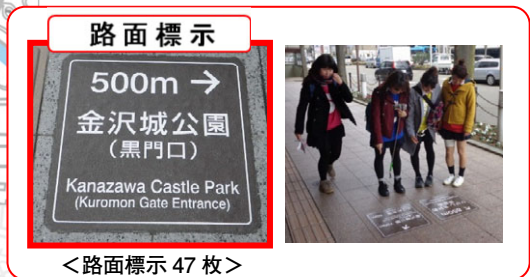 路面標示
500m →
金沢城公園
（黒門口）
Kanazawa Castle Park
(Kuromon Gate Entrance)
＜路面標示 47 枚＞